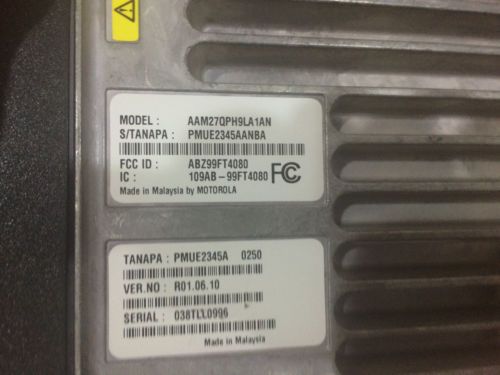 MODEL : AAM27QPH9LA1AN
S/TANAPA : PMUE2345AANBA
FCC ID : ABZ99FT4080
IC : 109AB-99FT4080 FC
Made in Malaysia by MOTOROLA
TANAPA : PMUE2345A 0250
VER.NO : R01.06.10
SERIAL : 038TLL0996
Made in Malaysia